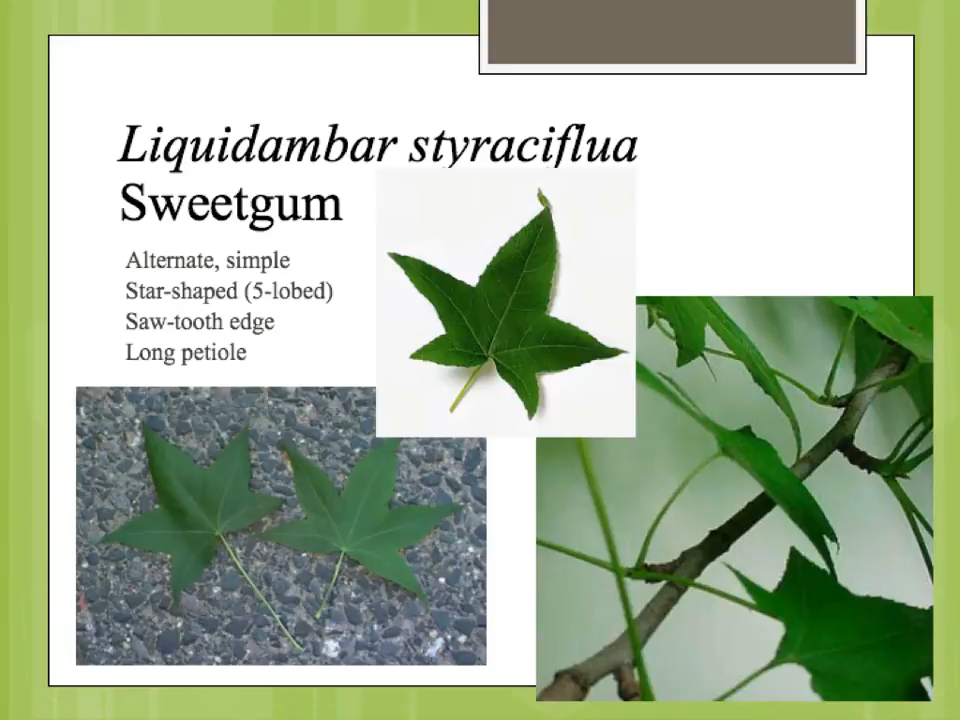 Liquidambar styraciflua
Sweetgum
Alternate, simple
Star-shaped (5-lobed)
Saw-tooth edge
Long petiole